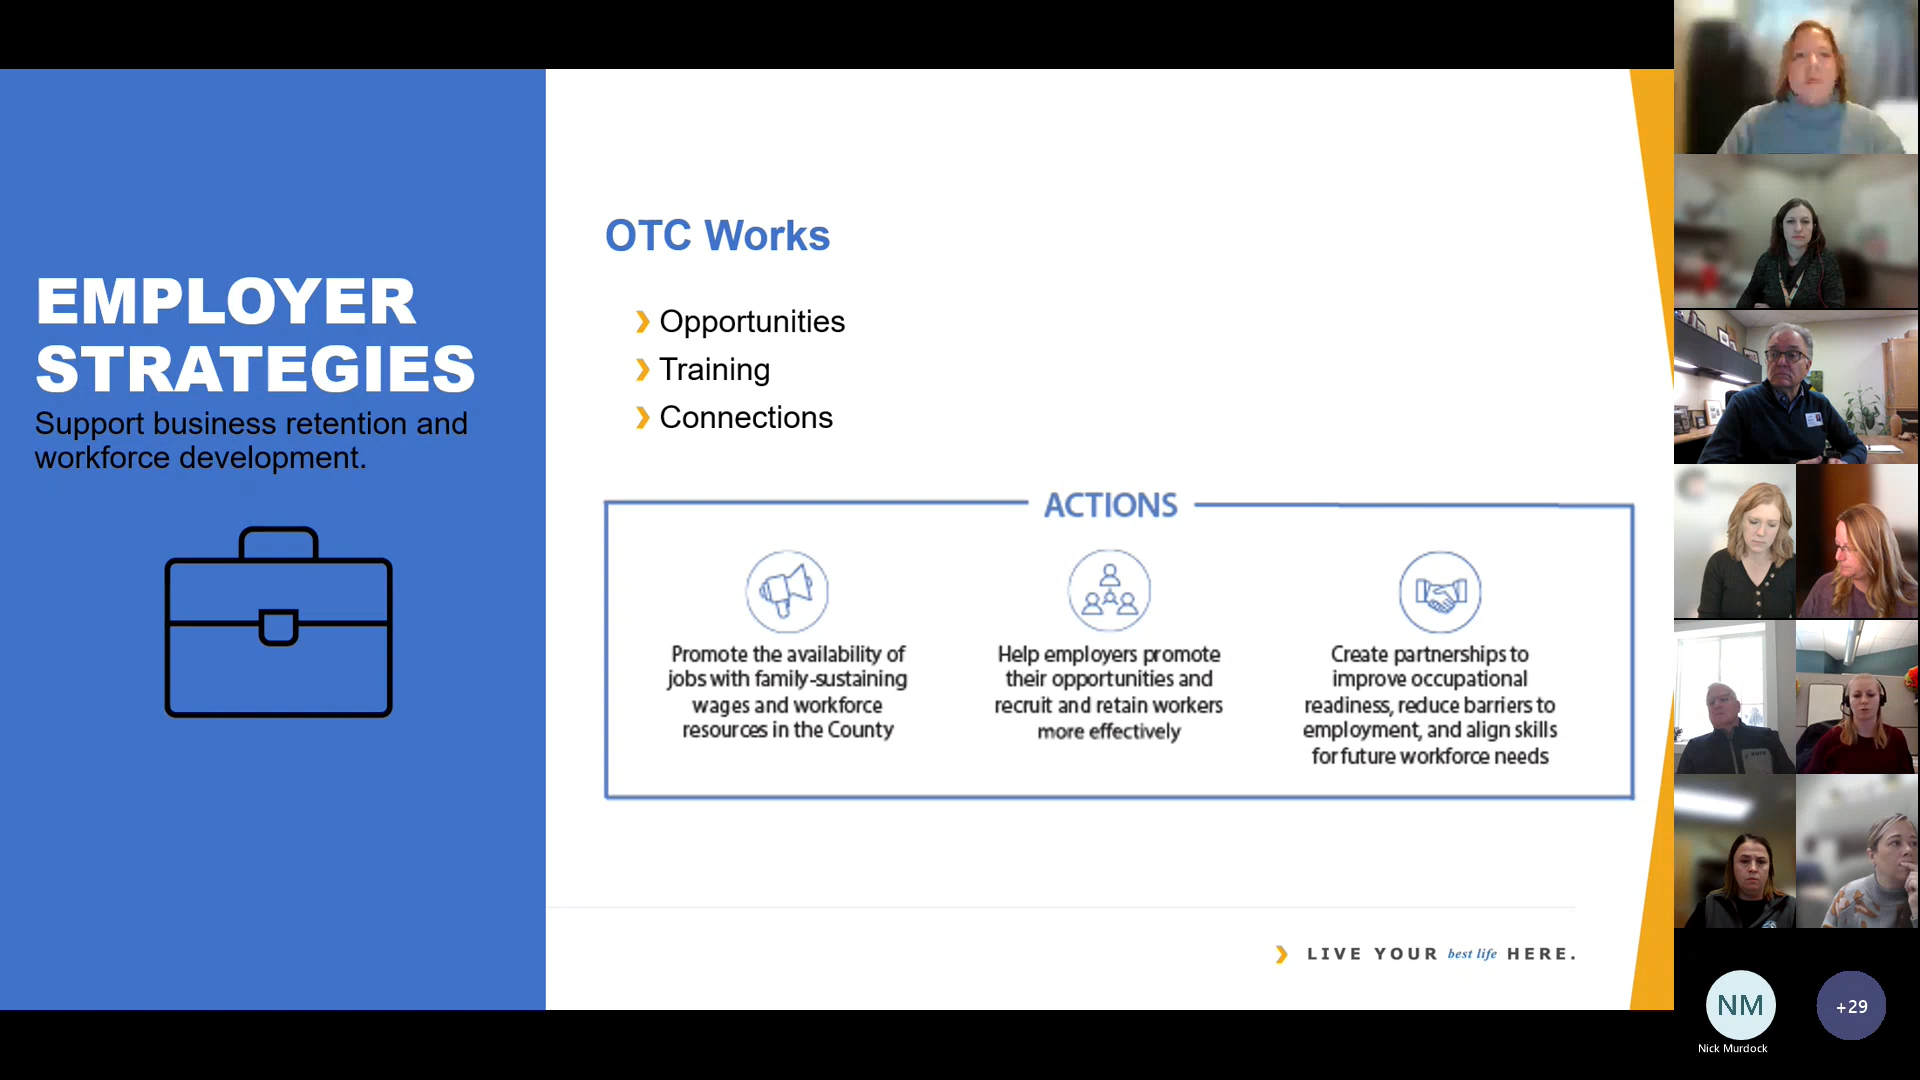 EMPLOYER
STRATEGIES
Support business retention and
workforce development.
OTC Works
❯ Opportunities
❯ Training
❯ Connections
ACTIONS
Promote the availability of
jobs with family-sustaining
wages and workforce
resources in the County
Help employers promote
their opportunities and
recruit and retain workers
more effectively
Create partnerships to
improve occupational
readiness, reduce barriers to
employment, and align skills
for future workforce needs
❯ LIVE YOUR best life HERE.
NM
Nick Murdock
+29